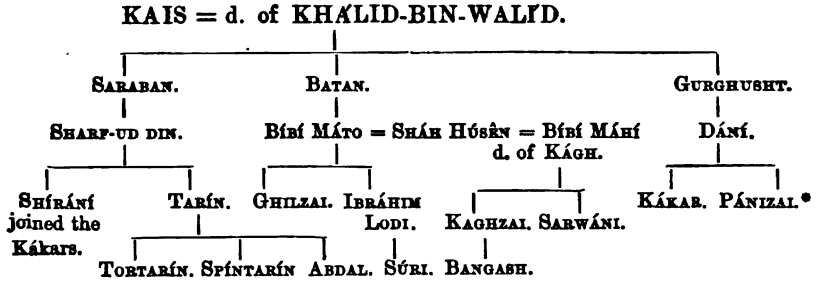 KAIS = d. of KHÁLID-BIN-WALÍD.
SARABAN. BATAN. GURGHUSHT.
SHARF-UD DIN. BÍBÍ MÁTO = SHÁH HÚSÊN = BÍBÍ MÁHÍ DÁNÍ.
d. of KÁGH.
SHÍRÁNÍ TARÍN. GHILZAI. IBRÁHIM KÁKAR. PÁNIZAI.*
joined the LODI. KAGHZAI. SARWÁNI.
Kákars.
TORTARÍN. SPÍNTARÍN ABDAL. SÚRI. BANGASH.